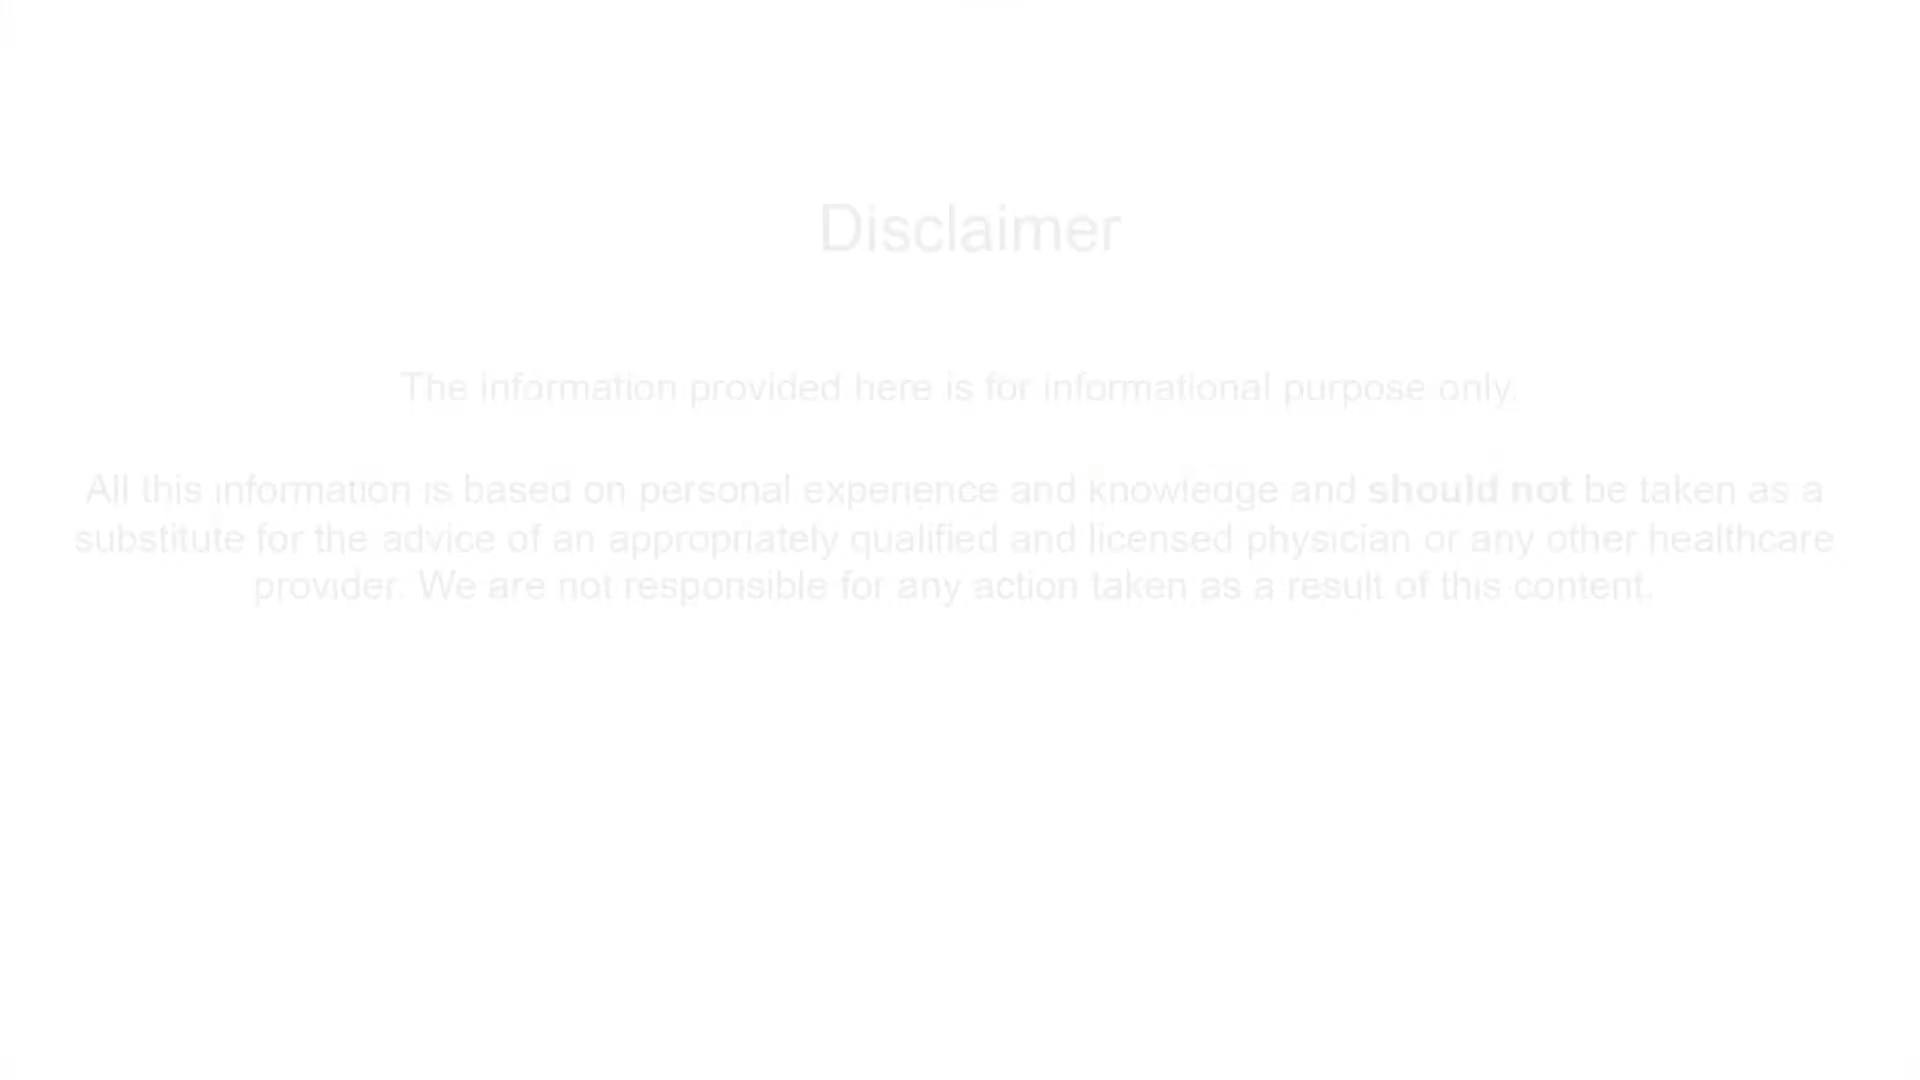 Disclaimer
The information provided here is for informational purpose only.
All this information is based on personal experience and knowledge and should not be taken as a
substitute for the advice of an appropriately qualified and licensed physician or any other healthcare
provider. We are not responsible for any action taken as a result of this content.